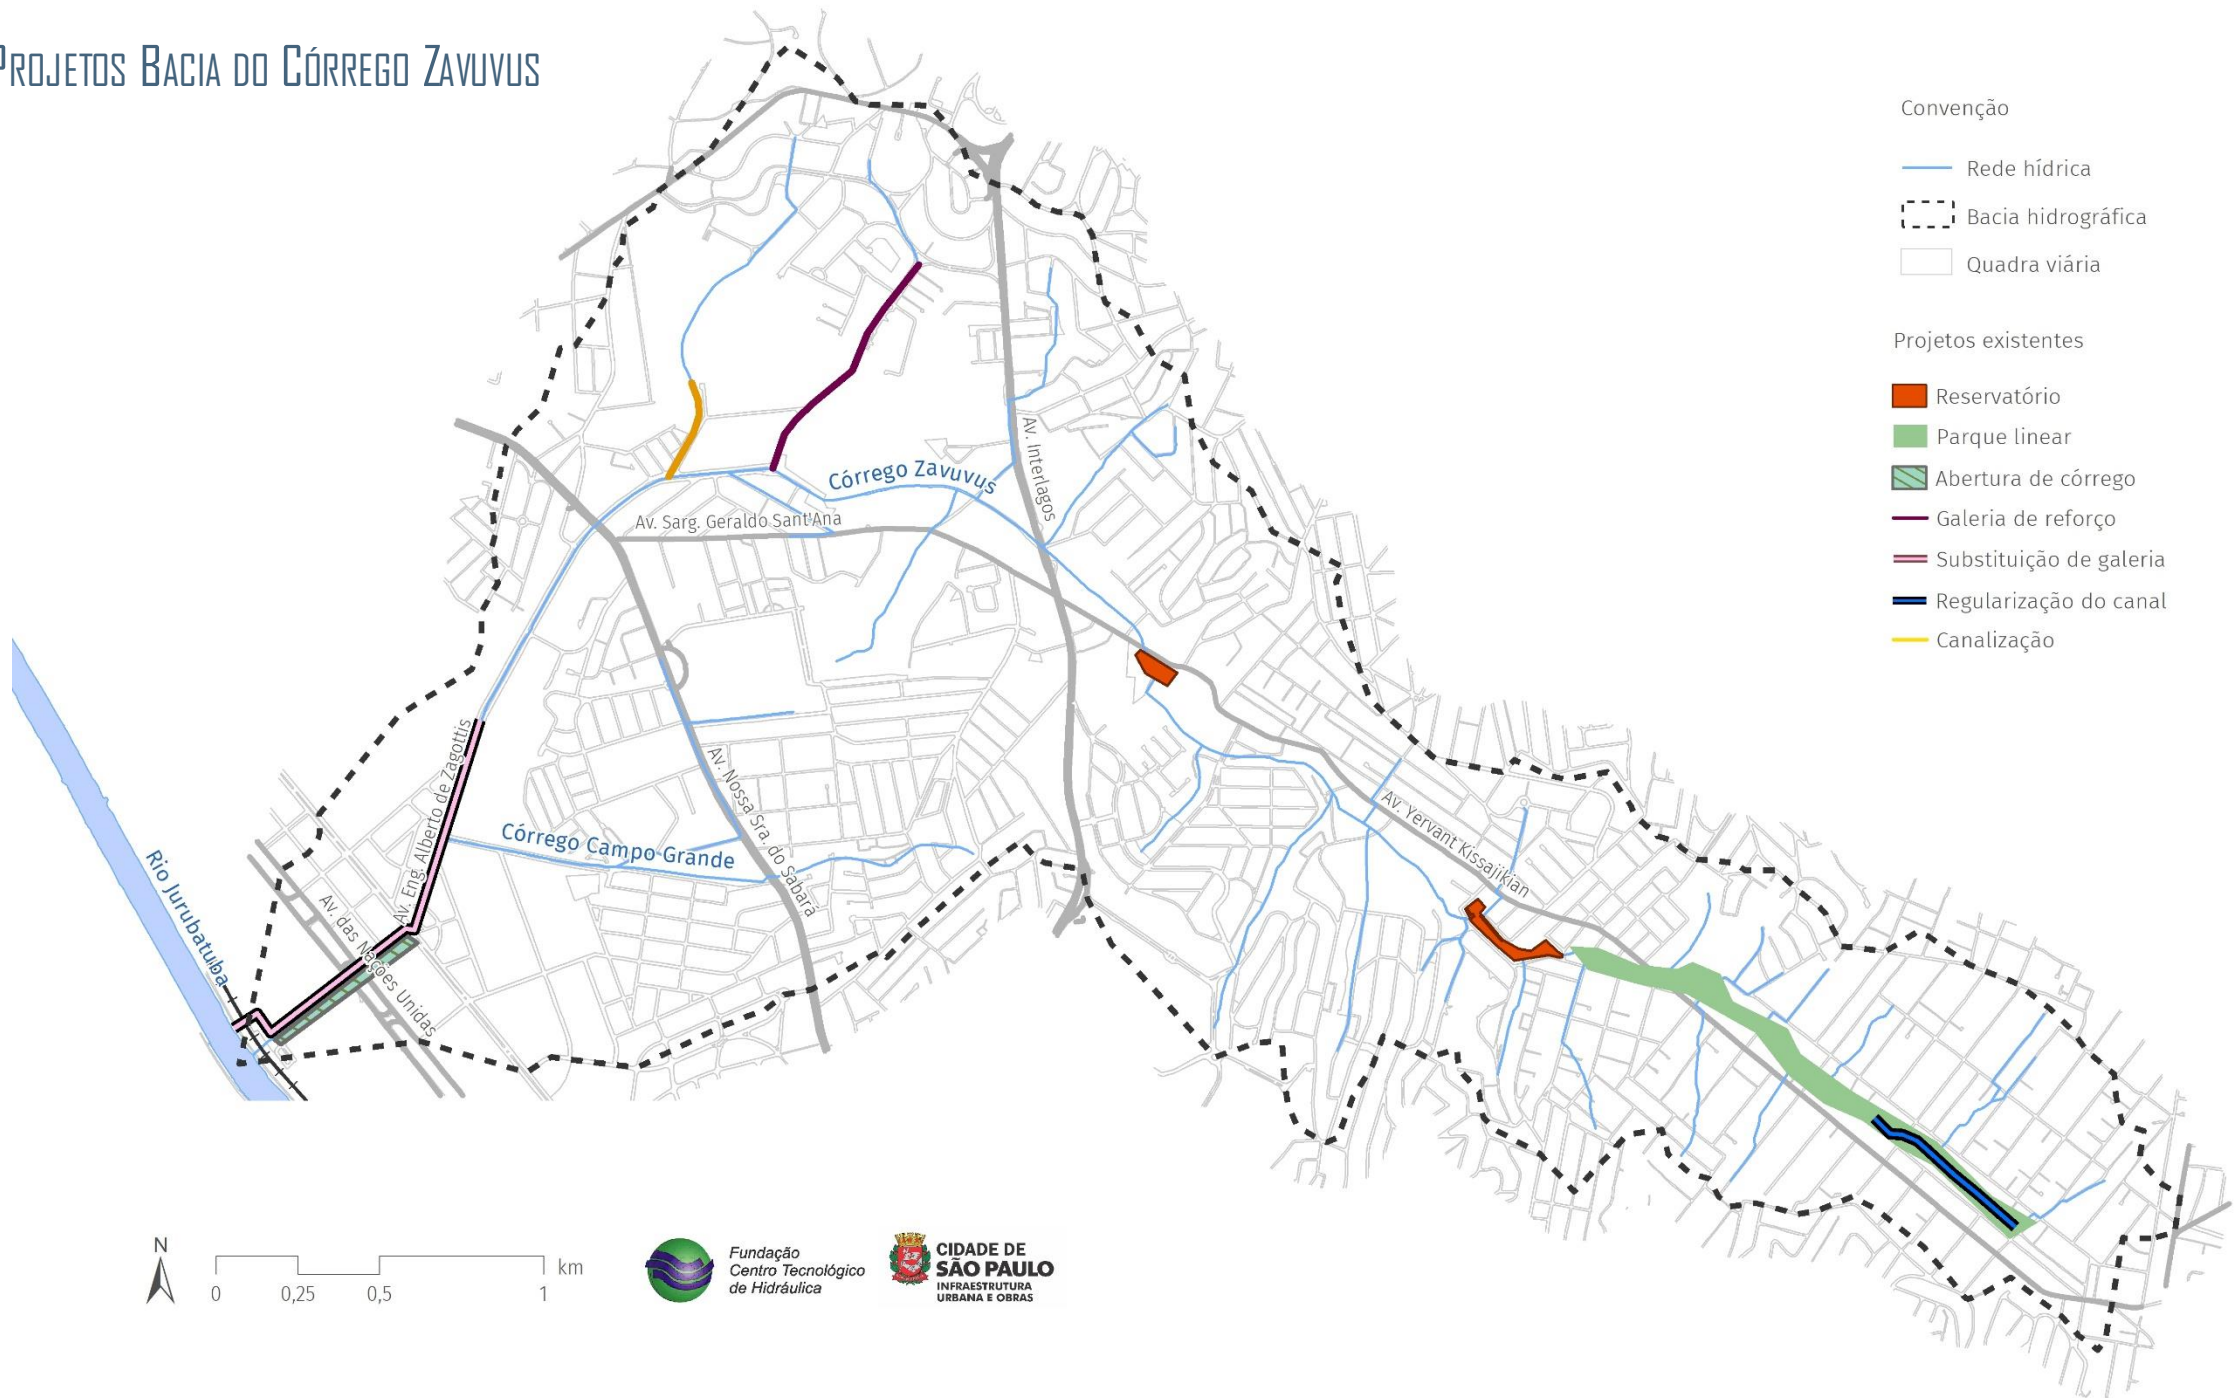 PROJETOS BACIA DO CÓRREGO ZAVUVUS
Convenção
Rede hídrica
Bacia hidrográfica
Quadra viária
Projetos existentes
Reservatório
Parque linear
Abertura de córrego
Galeria de reforço
Substituição de galeria
Regularização do canal
Canalização
Av. Interlagos
Córrego Zavuvus
Av. Sarg. Geraldo Sant'Ana
Av. Eng. Alberto de Zagottis
Av. Nossa Sra. do Sabará
Av. Yervant Kissajikian
Córrego Campo Grande
Rio Jurubatuba
Av. das Nações Unidas
N
0
0,25
0,5
1
km
Fundação
Centro Tecnológico
de Hidráulica
CIDADE DE
SÃO PAULO
INFRAESTRUTURA
URBANA E OBRAS